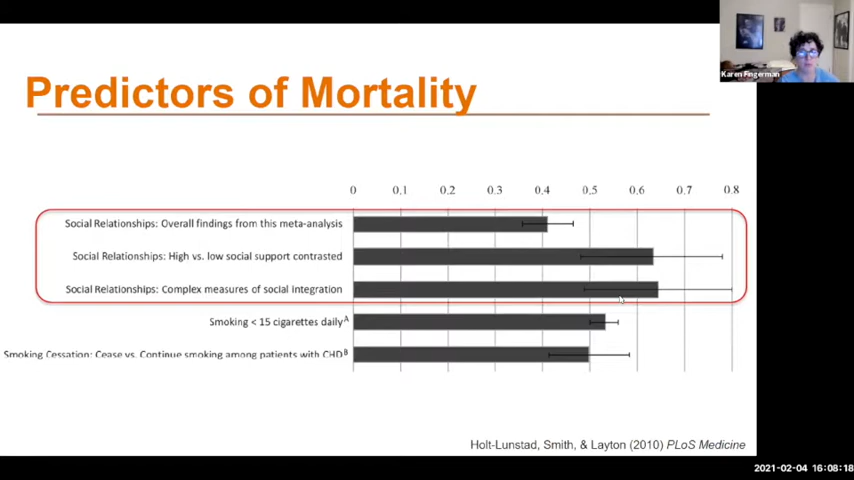 Karen Fingerman
Predictors of Mortality
0 0.1 0.2 0.3 0.4 0.5 0.6 0.7 0.8
Social Relationships: Overall findings from this meta-analysis
Social Relationships: High vs. low social support contrasted
Social Relationships: Complex measures of social integration
Smoking < 15 cigarettes dailyA
Smoking Cessation: Cease vs. Continue smoking among patients with CHDB
Holt-Lunstad, Smith, & Layton (2010) PLoS Medicine
2021-02-04 16:08:18